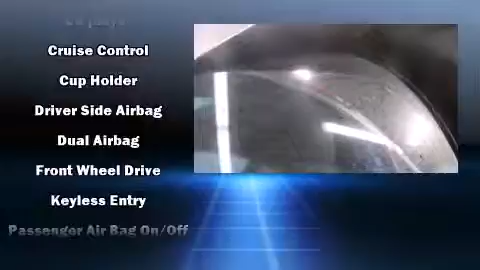 Cruise Control
Cup Holder
Driver Side Airbag
Dual Airbag
Front Wheel Drive
Keyless Entry
Passenger Air Bag On/Off